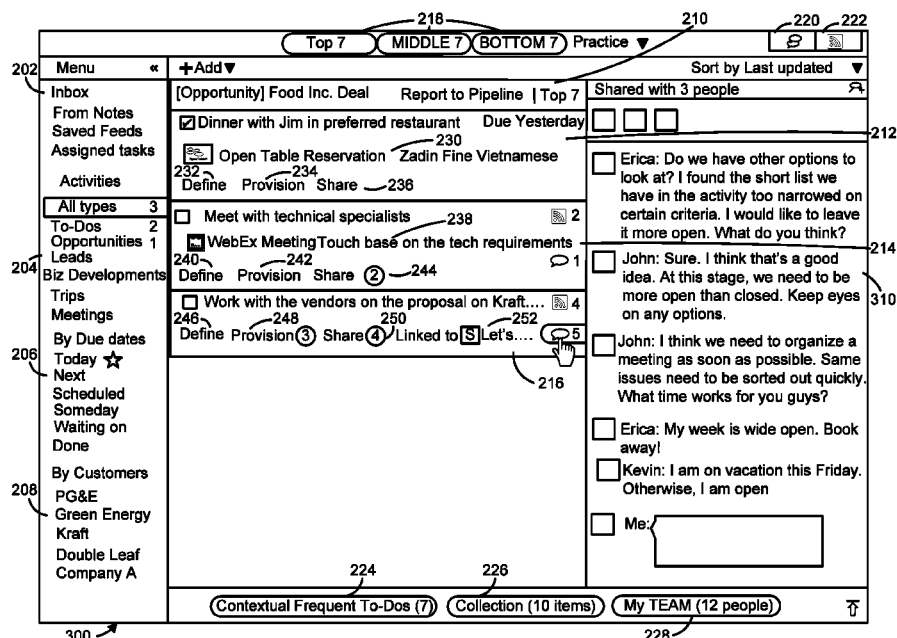 218
210
220
222
Top 7 MIDDLE 7 BOTTOM 7 Practice ▼
202
Menu «
+Add▼
Sort by Last updated ▼
Inbox
From Notes
Saved Feeds
Assigned tasks
Activities
All types 3
To-Dos 2
Opportunities 1
204
Leads
Biz Developments
Trips
Meetings
By Due dates
206
Today ☆
Next
Scheduled
Someday
Waiting on
Done
By Customers
208
PG&E
Green Energy
Kraft
Double Leaf
Company A
300
[Opportunity] Food Inc. Deal Report to Pipeline | Top 7
Dinner with Jim in preferred restaurant Due Yesterday
212
230
Open Table Reservation Zadin Fine Vietnamese
232 234
Define Provision Share 236
Meet with technical specialists 2
238
WebEx Meeting Touch base on the tech requirements
214
240 242 1
Define Provision Share 2 244
Work with the vendors on the proposal on Kraft.... 4
246 248 250 252
Define Provision 3 Share 4 Linked to S Let's.... 5
216
Shared with 3 people
Erica: Do we have other options to
look at? I found the short list we
have in the activity too narrowed on
certain criteria. I would like to leave
it more open. What do you think?
John: Sure. I think that's a good
idea. At this stage, we need to be
more open than closed. Keep eyes
on any options.
310
John: I think we need to organize a
meeting as soon as possible. Same
issues need to be sorted out quickly.
What time works for you guys?
Erica: My week is wide open. Book
away!
Kevin: I am on vacation this Friday.
Otherwise, I am open
Me:
224
226
Contextual Frequent To-Dos (7) Collection (10 items) My TEAM (12 people)
228